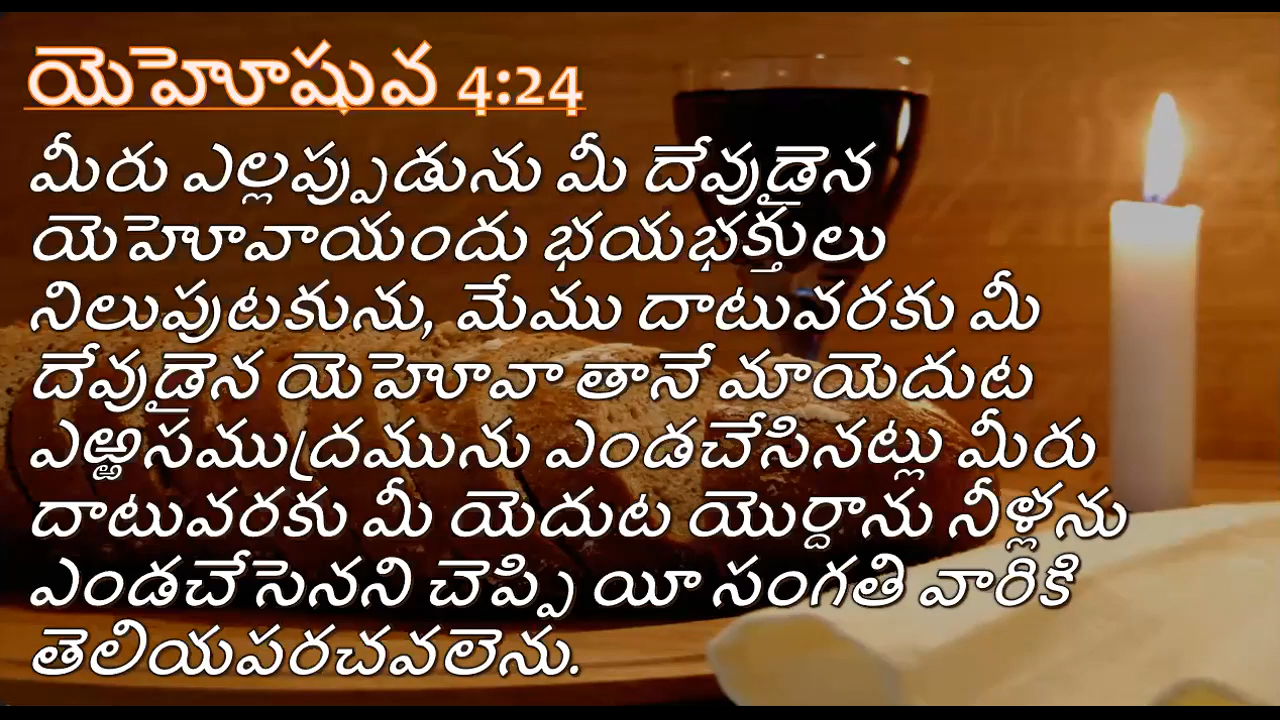 యెహెూషువ 4:24
మీరు ఎల్లప్పుడును మీ దేవుడైన
యెహెూవాయందు భయభక్తులు
నిలుపుటకును, మేము దాటువరకు మీ
దేవుడైన యెహెూవా తానే మాయెదుట
ఎఱ్ఱసముద్రమును ఎండచేసినట్లు మీరు
దాటువరకు మీ యెదుట యొర్దాను నీళ్లను
ఎండచేసెనని చెప్పి యీ సంగతి వారికి
తెలియపరచవలెను.